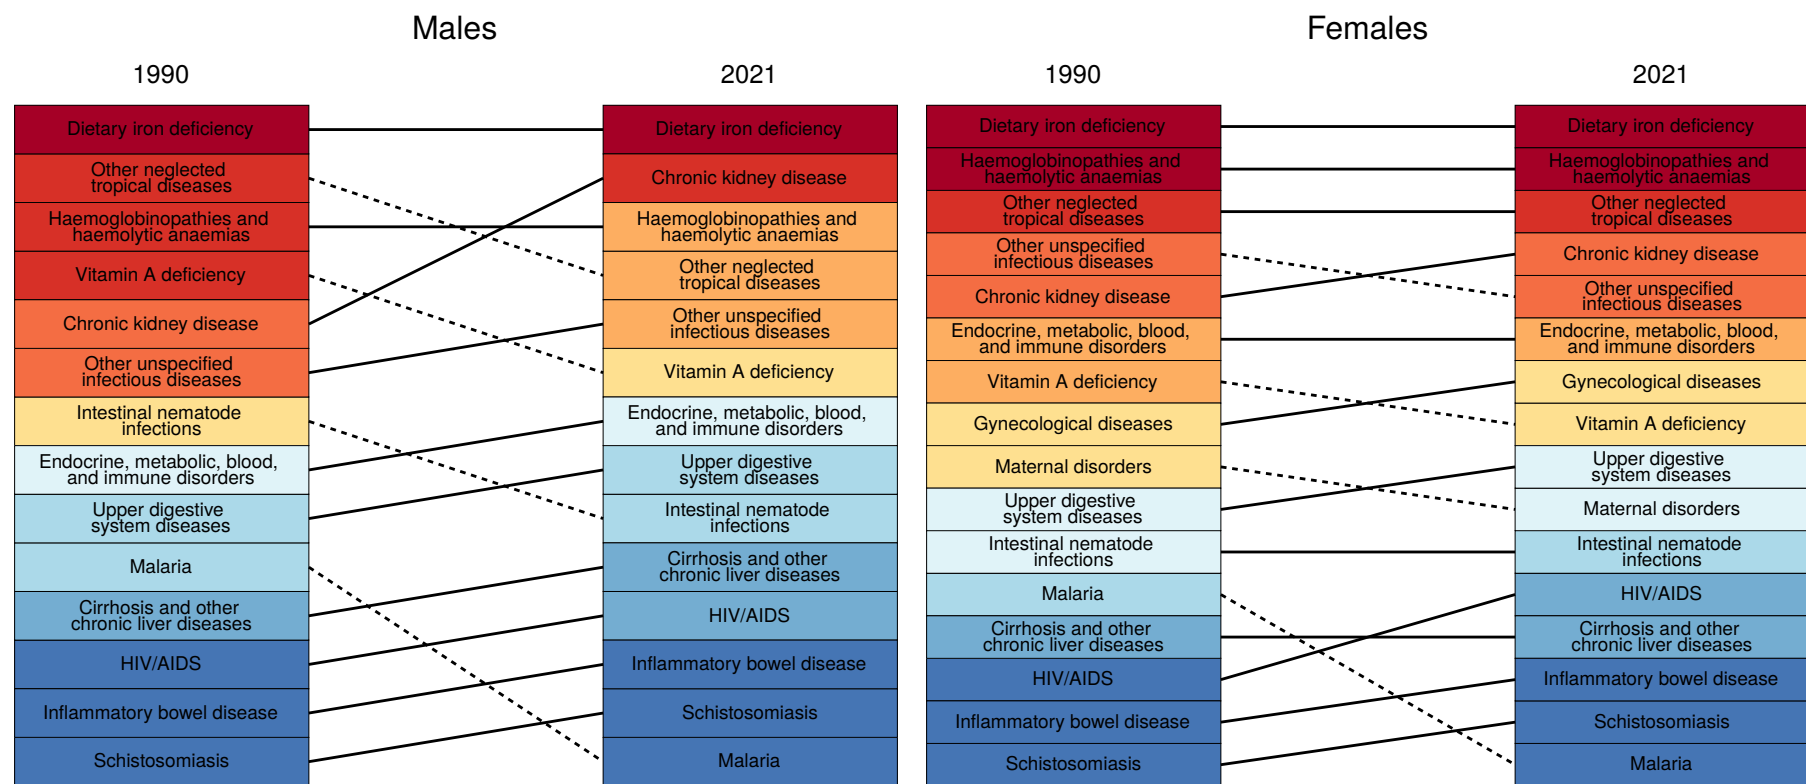 Males
1990
2021
Dietary iron deficiency
Other neglected
tropical diseases
Haemoglobinopathies and
haemolytic anaemias
Vitamin A deficiency
Chronic kidney disease
Other unspecified
infectious diseases
Intestinal nematode
infections
Endocrine, metabolic, blood,
and immune disorders
Upper digestive
system diseases
Malaria
Cirrhosis and other
chronic liver diseases
HIV/AIDS
Inflammatory bowel disease
Schistosomiasis
Dietary iron deficiency
Chronic kidney disease
Haemoglobinopathies and
haemolytic anaemias
Other neglected
tropical diseases
Other unspecified
infectious diseases
Vitamin A deficiency
Endocrine, metabolic, blood,
and immune disorders
Upper digestive
system diseases
Intestinal nematode
infections
Cirrhosis and other
chronic liver diseases
HIV/AIDS
Inflammatory bowel disease
Schistosomiasis
Malaria
Females
1990
2021
Dietary iron deficiency
Haemoglobinopathies and
haemolytic anaemias
Other neglected
tropical diseases
Other unspecified
infectious diseases
Chronic kidney disease
Endocrine, metabolic, blood,
and immune disorders
Vitamin A deficiency
Gynecological diseases
Maternal disorders
Upper digestive
system diseases
Intestinal nematode
infections
Malaria
Cirrhosis and other
chronic liver diseases
HIV/AIDS
Inflammatory bowel disease
Schistosomiasis
Dietary iron deficiency
Haemoglobinopathies and
haemolytic anaemias
Other neglected
tropical diseases
Chronic kidney disease
Other unspecified
infectious diseases
Endocrine, metabolic, blood,
and immune disorders
Gynecological diseases
Vitamin A deficiency
Upper digestive
system diseases
Maternal disorders
Intestinal nematode
infections
HIV/AIDS
Cirrhosis and other
chronic liver diseases
Inflammatory bowel disease
Schistosomiasis
Malaria